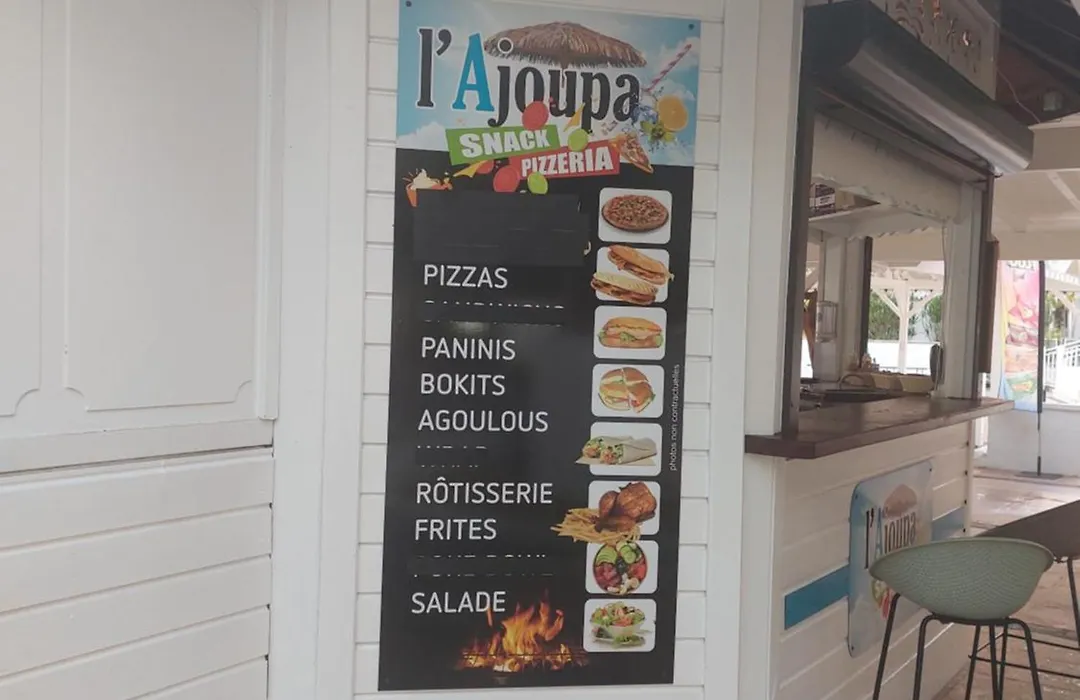 l'Ajoupa
SNACK
PIZZERIA
PIZZAS
PANINIS
BOKITS
AGOULOUS
RÔTISSERIE
FRITES
SALADE
photos non contractuelles
l'Ajoupa